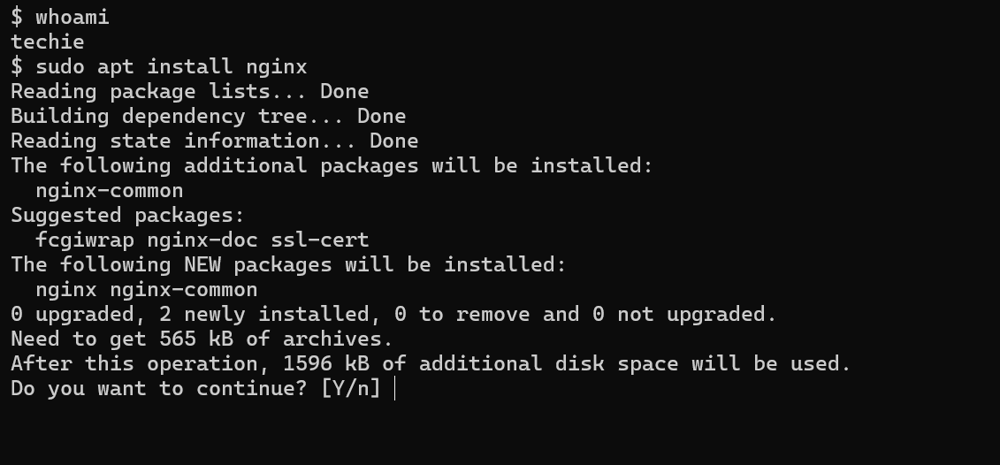 $ whoami
techie
$ sudo apt install nginx
Reading package lists... Done
Building dependency tree... Done
Reading state information... Done
The following additional packages will be installed:
  nginx-common
Suggested packages:
  fcgiwrap nginx-doc ssl-cert
The following NEW packages will be installed:
  nginx nginx-common
0 upgraded, 2 newly installed, 0 to remove and 0 not upgraded.
Need to get 565 kB of archives.
After this operation, 1596 kB of additional disk space will be used.
Do you want to continue? [Y/n]